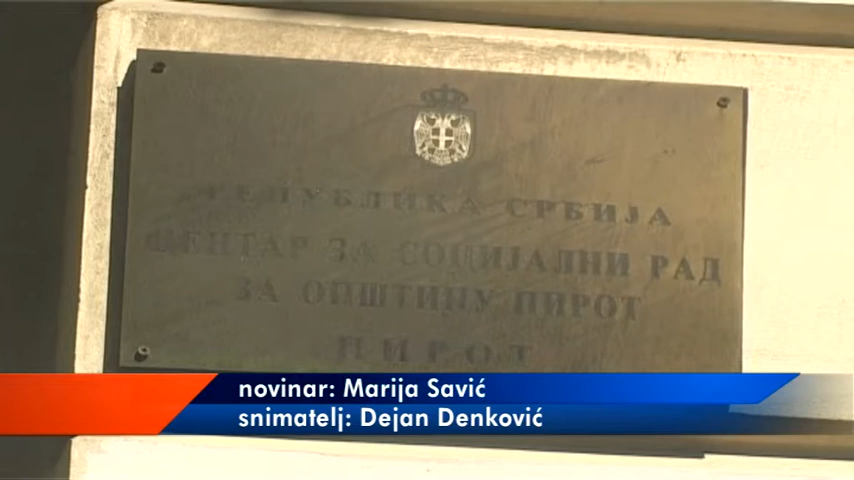 РЕПУБЛИКА СРБИЈА
ЦЕНТАР ЗА СОЦИЈАЛНИ РАД
ЗА ОПШТИНУ ПИРОТ
ПИРОТ
novinar: Marija Savić
snimatelj: Dejan Denković